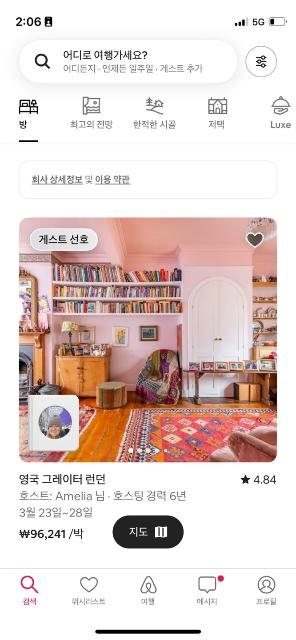 2:06
5G
어디로 여행가세요?
어디든지 · 언제든 일주일 · 게스트 추가
방
최고의 전망
한적한 시골
저택
Luxe
회사 상세정보 및 이용 약관
게스트 선호
영국 그레이터 런던
★ 4.84
호스트: Amelia 님 · 호스팅 경력 6년
3월 23일~28일
₩96,241 /박
지도
검색
위시리스트
여행
메시지
프로필